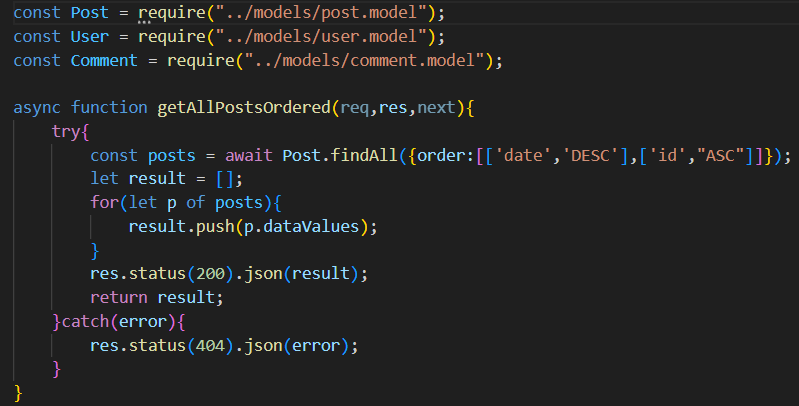 const Post = require("../models/post.model");
const User = require("../models/user.model");
const Comment = require("../models/comment.model");
async function getAllPostsOrdered(req,res,next){
try{
const posts = await Post.findAll({order:[['date','DESC'],['id',"ASC"]]});
let result = [];
for(let p of posts){
result.push(p.dataValues);
}
res.status(200).json(result);
return result;
}catch(error){
res.status(404).json(error);
}
}